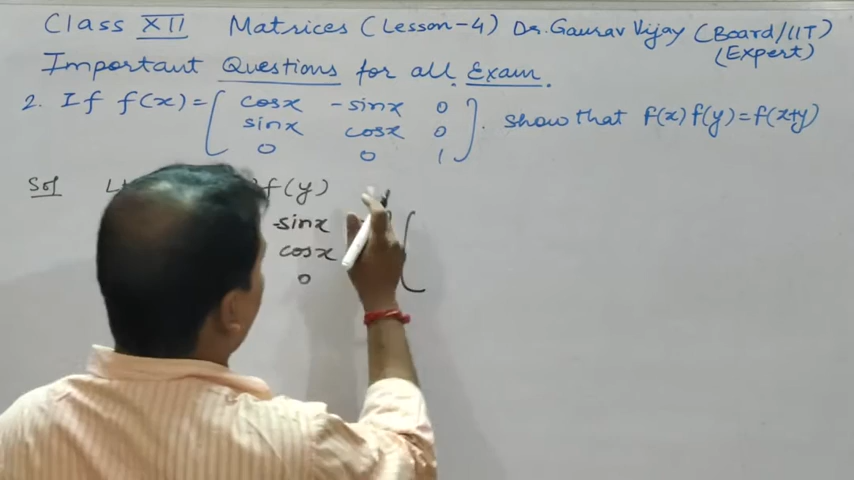 Class XII Matrices (Lesson-4) Dr. Gaurav Vijay (Board/IIT)
(Expert)
Important Questions for all Exam.
2. If f(x) = [ cosx -sinx 0
sinx cosx 0
0 0 1 ]. show that f(x) f(y) = f(x+y)
Sol f(y)
-sinx
cosx
0